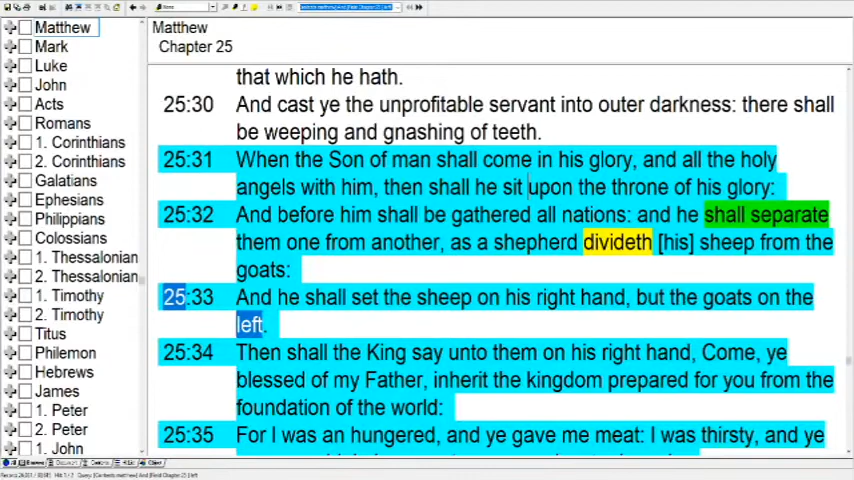 Matthew
Mark
Luke
John
Acts
Romans
1. Corinthians
2. Corinthians
Galatians
Ephesians
Philippians
Colossians
1. Thessalonian
2. Thessalonian
1. Timothy
2. Timothy
Titus
Philemon
Hebrews
James
1. Peter
2. Peter
1. John
Matthew
Chapter 25
that which he hath.
25:30 And cast ye the unprofitable servant into outer darkness: there shall
be weeping and gnashing of teeth.
25:31 When the Son of man shall come in his glory, and all the holy
angels with him, then shall he sit upon the throne of his glory:
25:32 And before him shall be gathered all nations: and he shall separate
them one from another, as a shepherd divideth [his] sheep from the
goats:
25:33 And he shall set the sheep on his right hand, but the goats on the
left.
25:34 Then shall the King say unto them on his right hand, Come, ye
blessed of my Father, inherit the kingdom prepared for you from the
foundation of the world:
25:35 For I was an hungered, and ye gave me meat: I was thirsty, and ye